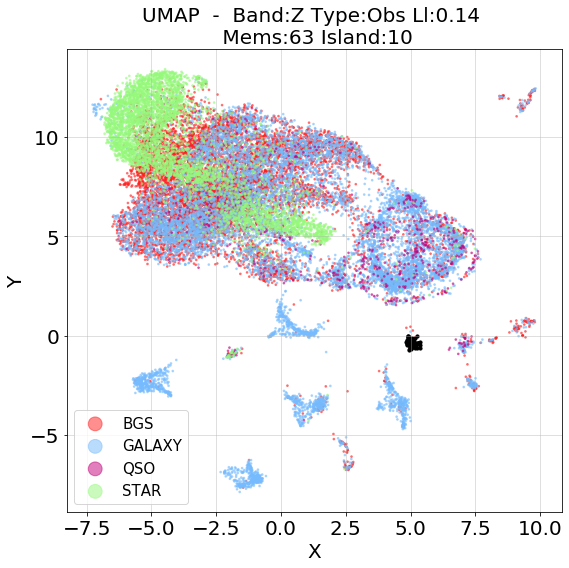 UMAP  -  Band:Z Type:Obs Ll:0.14
Mems:63 Island:10
Y
10
5
0
−5
BGS
GALAXY
QSO
STAR
−7.5 −5.0 −2.5 0.0 2.5 5.0 7.5 10.0
X